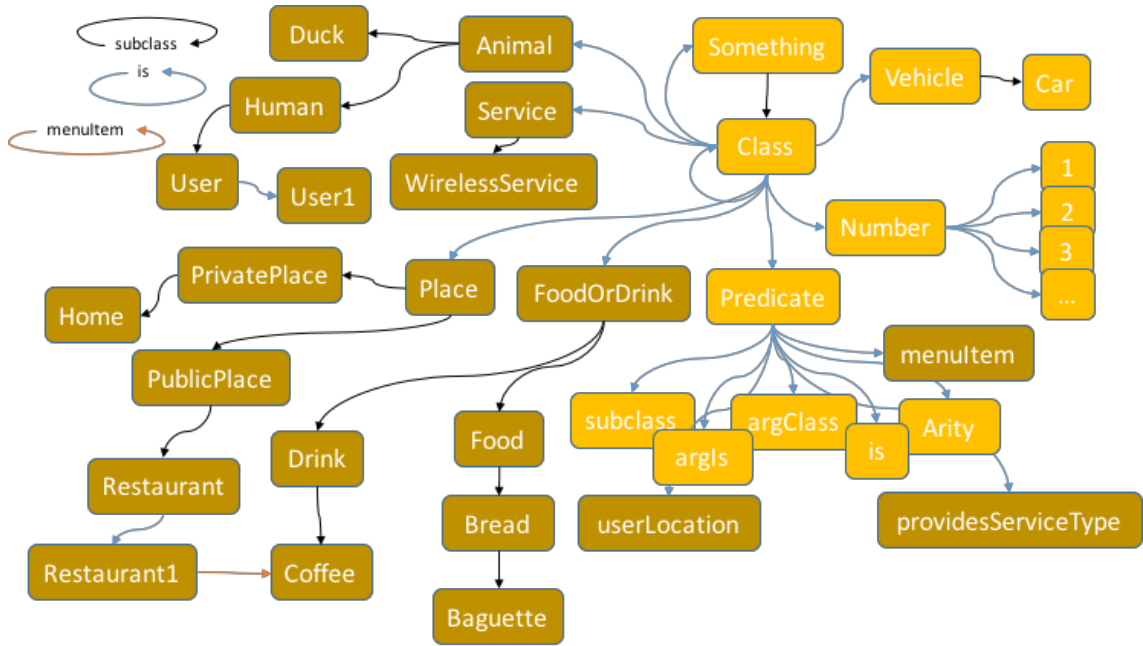 subclass
is
menuItem
Duck
Animal
Something
Vehicle
Car
Human
Service
Class
User
User1
WirelessService
Number
1
2
3
...
PrivatePlace
Place
FoodOrDrink
Predicate
Home
PublicPlace
menuItem
subclass
argClass
Arity
argIs
is
Food
Drink
Restaurant
Bread
userLocation
providesServiceType
Restaurant1
Coffee
Baguette